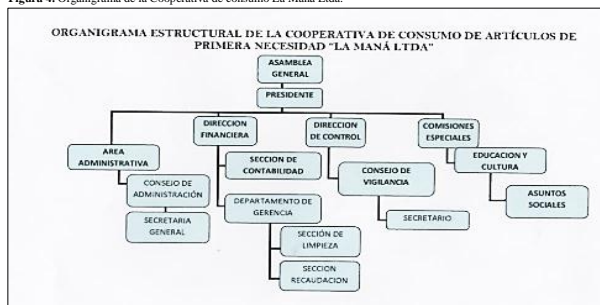 Figura 4. Organigrama de la Cooperativa de consumo La Maná Ltda.
ORGANIGRAMA ESTRUCTURAL DE LA COOPERATIVA DE CONSUMO DE ARTÍCULOS DE
PRIMERA NECESIDAD "LA MANÁ LTDA"
ASAMBLEA
GENERAL
PRESIDENTE
AREA
ADMINISTRATIVA
CONSEJO DE
ADMINISTRACIÓN
SECRETARIA
GENERAL
DIRECCION
FINANCIERA
SECCION DE
CONTABILIDAD
DEPARTAMENTO DE
GERENCIA
SECCIÓN DE
LIMPIEZA
SECCION
RECAUDACION
DIRECCION
DE CONTROL
CONSEJO DE
VIGILANCIA
SECRETARIO
COMISIONES
ESPECIALES
EDUCACION Y
CULTURA
ASUNTOS
SOCIALES